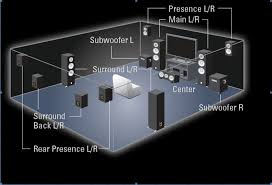 Presence L/R
Main L/R
Subwoofer L
Surround L/R
Center
Subwoofer R
Surround
Back L/R
Rear Presence L/R